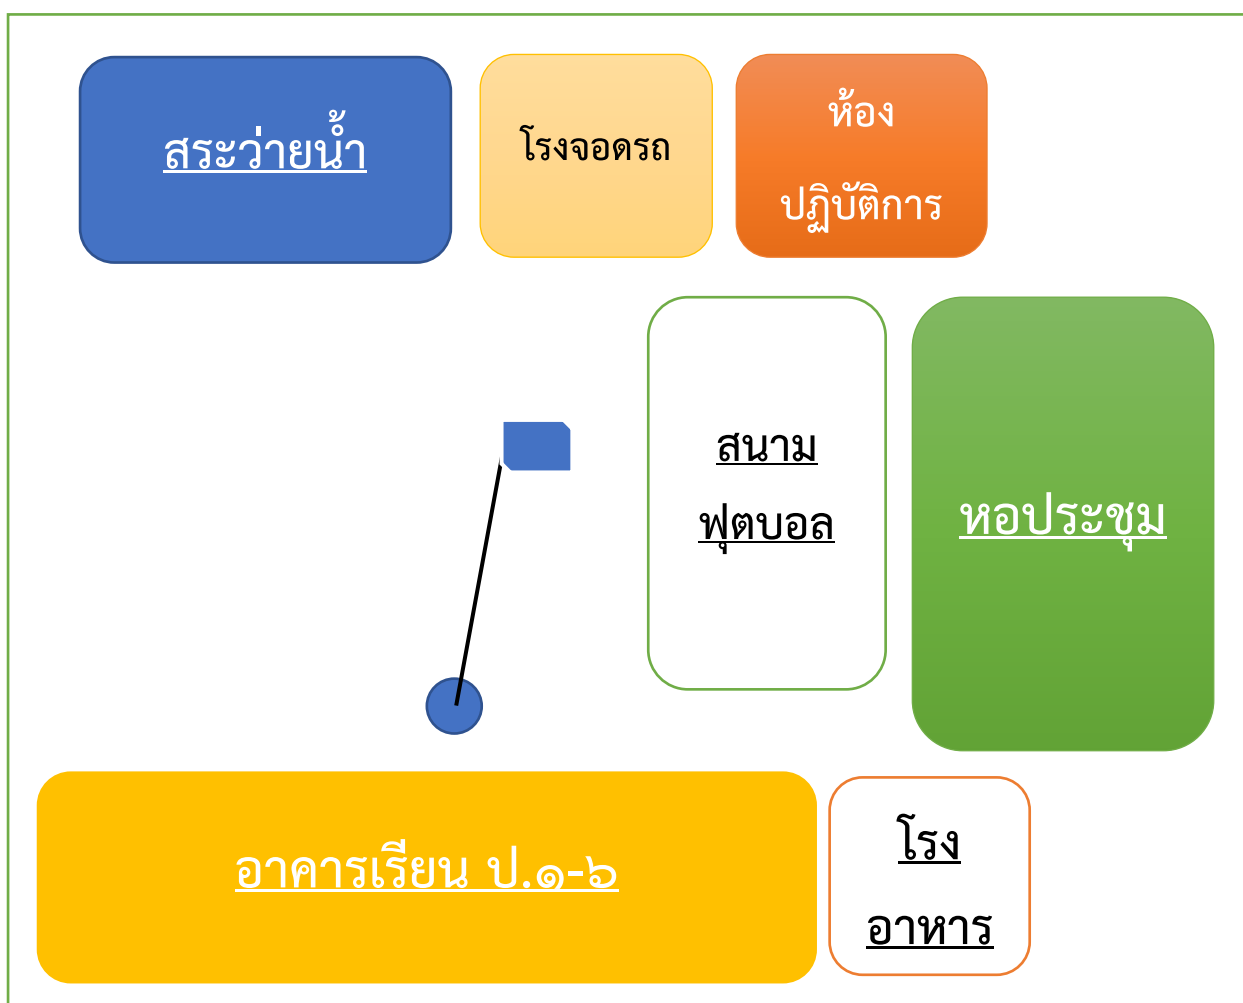 สระว่ายน้ำ
โรงจอดรถ
ห้อง
ปฏิบัติการ
สนาม
ฟุตบอล
หอประชุม
อาคารเรียน ป.๑-๖
โรง
อาหาร